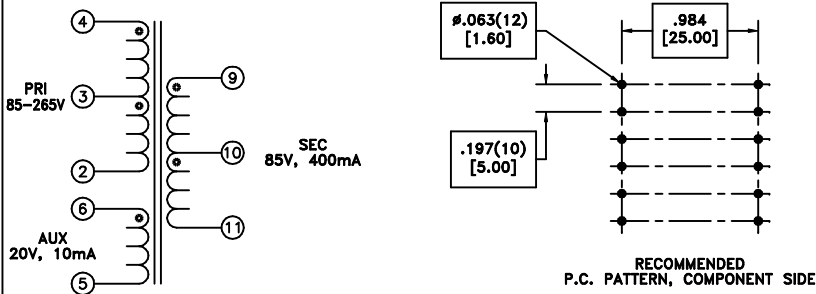 4
PRI
85-265V
3
2
6
AUX
20V, 10mA
5
9
10
SEC
85V, 400mA
11
ø.063(12)
[1.60]
.984
[25.00]
.197(10)
[5.00]
RECOMMENDED
P.C. PATTERN, COMPONENT SIDE